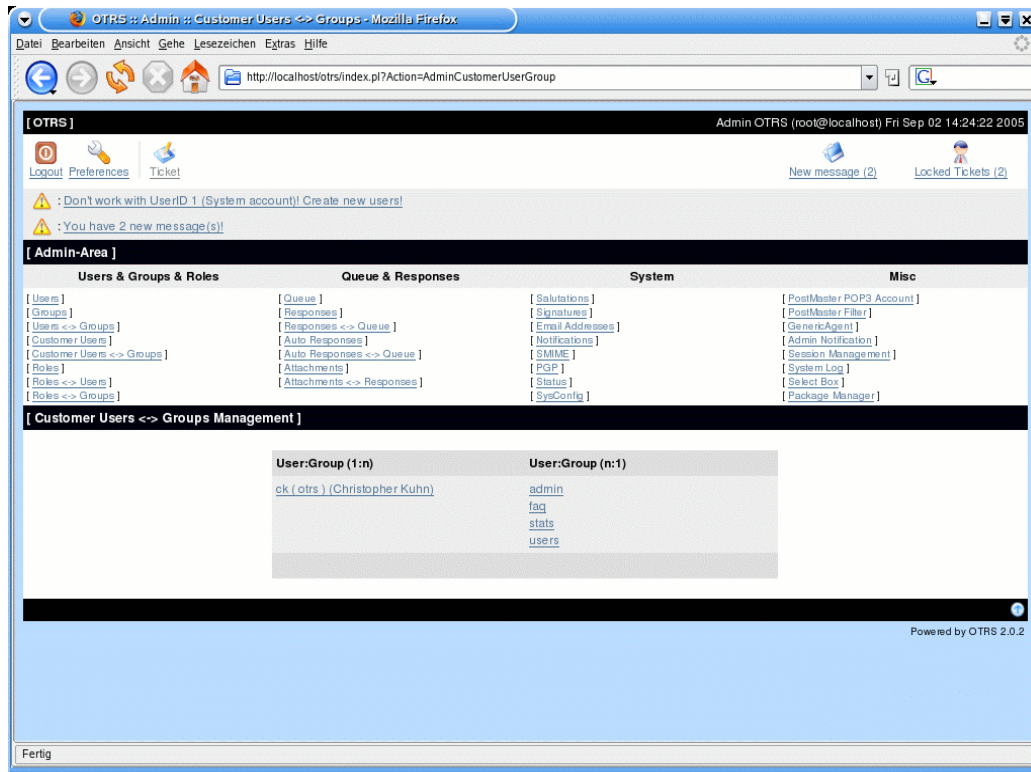 OTRS :: Admin :: Customer Users <-> Groups - Mozilla Firefox
Datei Bearbeiten Ansicht Gehe Lesezeichen Extras Hilfe
http://localhost/otrs/index.pl?Action=AdminCustomerUserGroup
[ OTRS ] Admin OTRS (root@localhost) Fri Sep 02 14:24:22 2005
Logout Preferences Ticket New message (2) Locked Tickets (2)
: Don't work with UserID 1 (System account)! Create new users!
: You have 2 new message(s)!
[ Admin-Area ]
Users & Groups & Roles Queue & Responses System Misc
[ Users ] [ Queue ] [ Salutations ] [ PostMaster POP3 Account ]
[ Groups ] [ Responses ] [ Signatures ] [ PostMaster Filter ]
[ Users <-> Groups ] [ Responses <-> Queue ] [ Email Addresses ] [ GenericAgent ]
[ Customer Users ] [ Auto Responses ] [ Notifications ] [ Admin Notification ]
[ Customer Users <-> Groups ] [ Auto Responses <-> Queue ] [ SMIME ] [ Session Management ]
[ Roles ] [ Attachments ] [ PGP ] [ System Log ]
[ Roles <-> Users ] [ Attachments <-> Responses ] [ Status ] [ Select Box ]
[ Roles <-> Groups ] [ SysConfig ] [ Package Manager ]
[ Customer Users <-> Groups Management ]
User:Group (1:n) User:Group (n:1)
ck ( otrs ) (Christopher Kuhn) admin
faq
stats
users
Powered by OTRS 2.0.2
Fertig